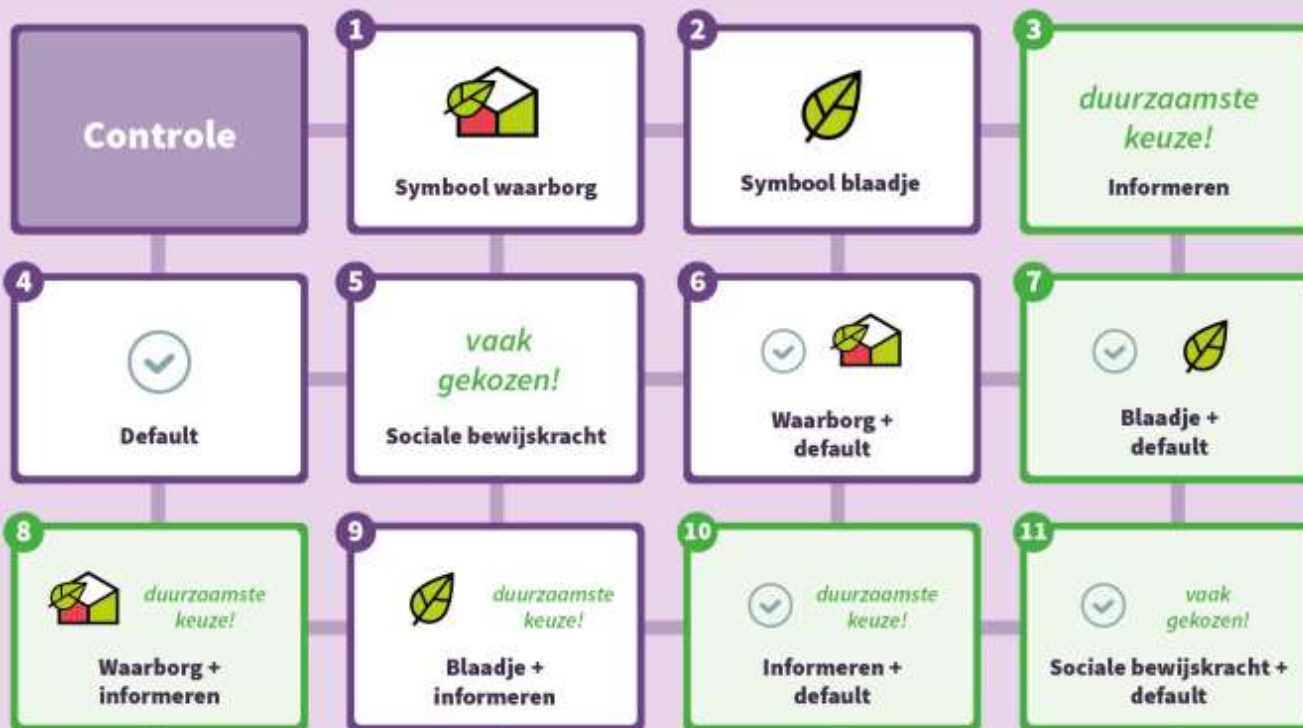 Controle
1
Symbool waarborg
2
Symbool blaadje
3
duurzaamste
keuze!
Informeren
4
Default
5
vaak
gekozen!
Sociale bewijskracht
6
Waarborg +
default
7
Blaadje +
default
8
duurzaamste
keuze!
Waarborg +
informeren
9
duurzaamste
keuze!
Blaadje +
informeren
10
duurzaamste
keuze!
Informeren +
default
11
vaak
gekozen!
Sociale bewijskracht +
default